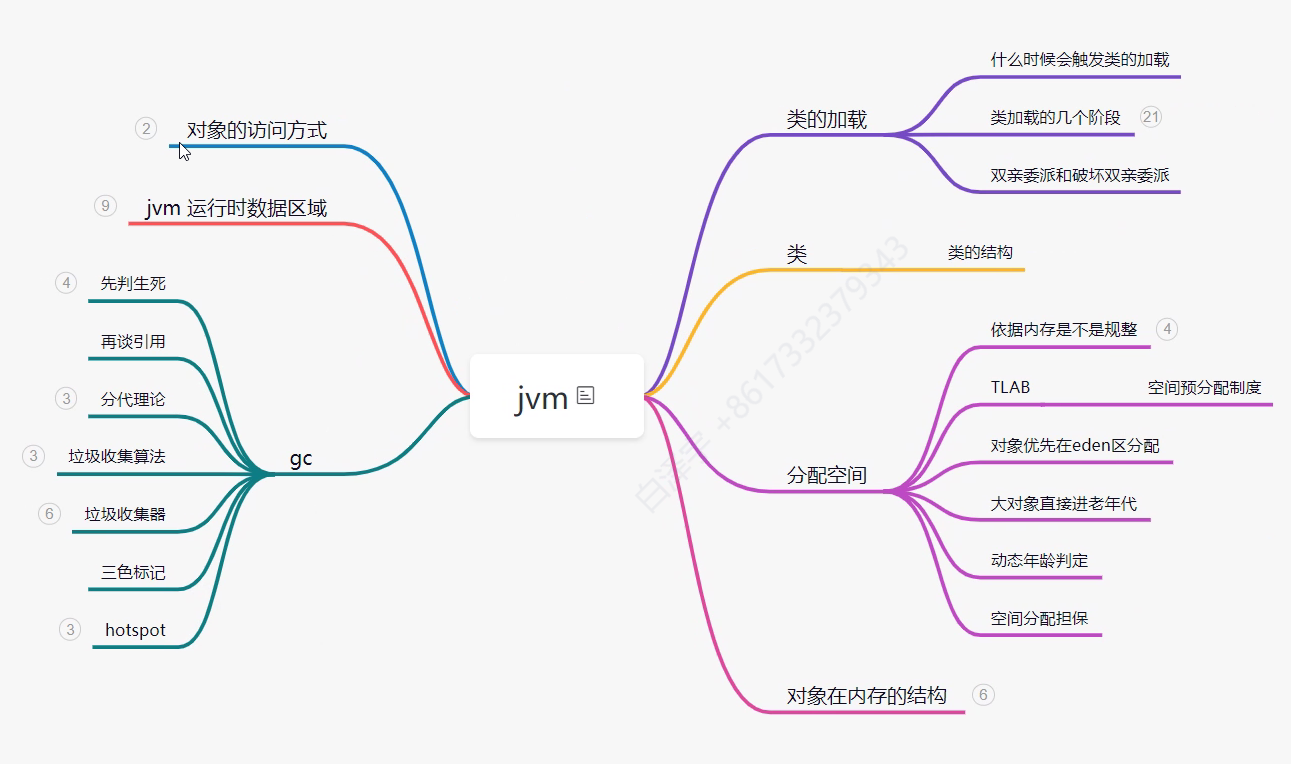 jvm
类的加载
什么时候会触发类的加载
类加载的几个阶段 21
双亲委派和破坏双亲委派
类
类的结构
分配空间
依据内存是不是规整 4
TLAB
空间预分配制度
对象优先在eden区分配
大对象直接进老年代
动态年龄判定
空间分配担保
对象在内存的结构 6
2 对象的访问方式
9 jvm 运行时数据区域
gc
4 先判生死
再谈引用
3 分代理论
3 垃圾收集算法
6 垃圾收集器
三色标记
3 hotspot
+8617332379343